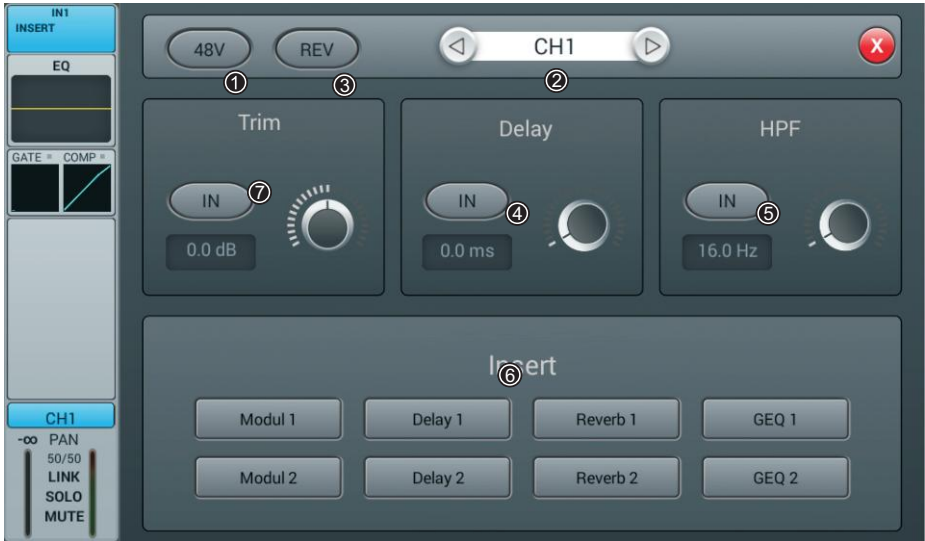 IN1
INSERT
EQ
GATE COMP
CH1
-∞ PAN
50/50
LINK
SOLO
MUTE
48V REV CH1 X
① ③ ②
Trim Delay HPF
IN ⑦ IN ④ IN ⑤
0.0 dB 0.0 ms 16.0 Hz
Insert
⑥
Modul 1 Delay 1 Reverb 1 GEQ 1
Modul 2 Delay 2 Reverb 2 GEQ 2